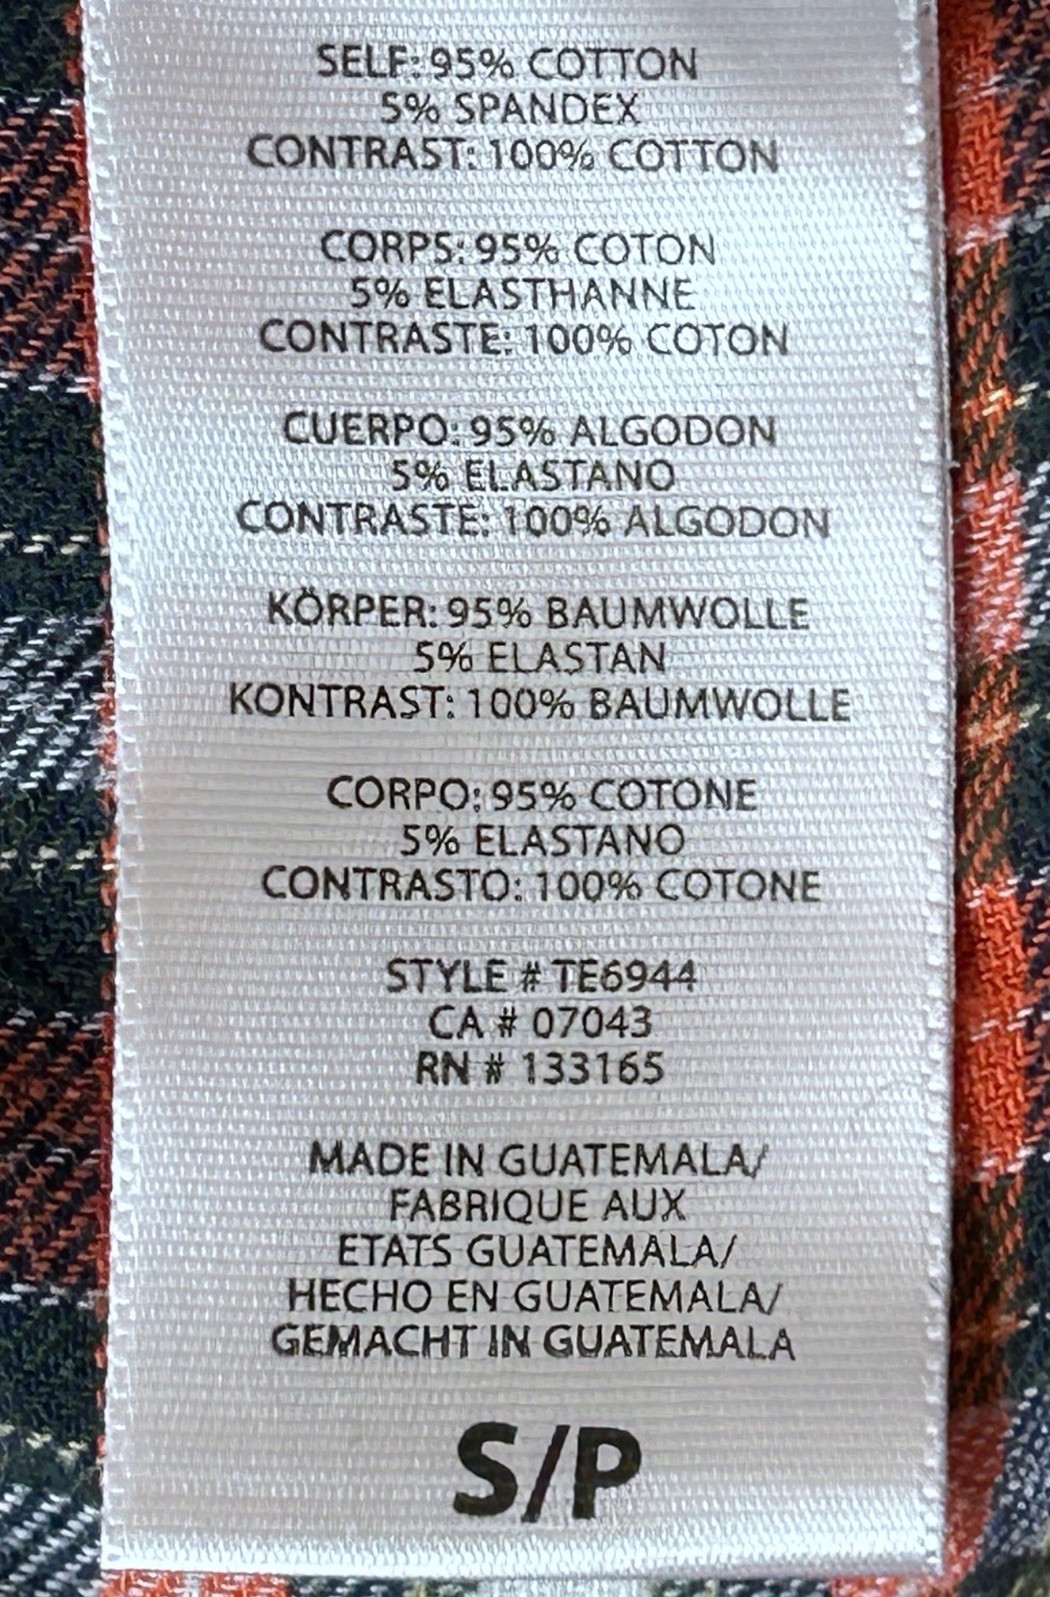 SELF: 95% COTTON
5% SPANDEX
CONTRAST: 100% COTTON
CORPS: 95% COTON
5% ELASTHANNE
CONTRASTE: 100% COTON
CUERPO: 95% ALGODON
5% ELASTANO
CONTRASTE: 100% ALGODON
KÖRPER: 95% BAUMWOLLE
5% ELASTAN
KONTRAST: 100% BAUMWOLLE
CORPO: 95% COTONE
5% ELASTANO
CONTRASTO: 100% COTONE
STYLE # TE6944
CA # 07043
RN # 133165
MADE IN GUATEMALA/
FABRIQUE AUX
ETATS GUATEMALA/
HECHO EN GUATEMALA/
GEMACHT IN GUATEMALA
S/P